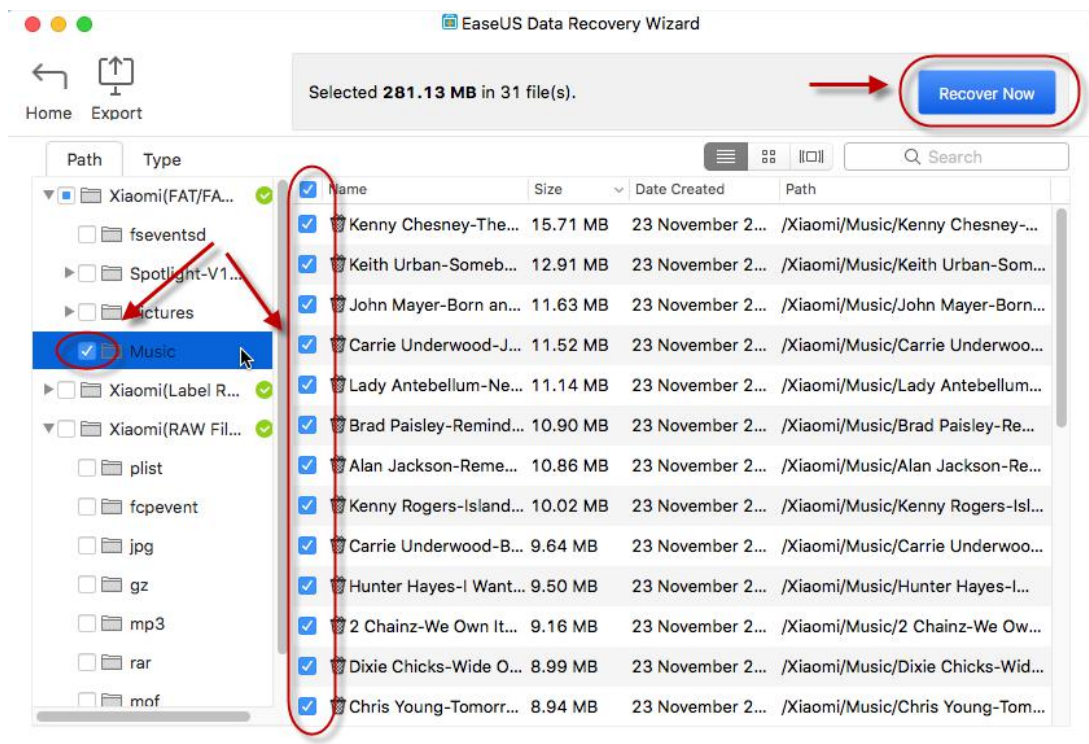 EaseUS Data Recovery Wizard
Home Export
Selected 281.13 MB in 31 file(s).
Recover Now
Path Type
Search
Xiaomi(FAT/FA...
fseventsd
Spotlight-V1...
Pictures
Music
Xiaomi(Label R...
Xiaomi(RAW Fil...
plist
fcpevent
jpg
gz
mp3
rar
mof
Name Size Date Created Path
Kenny Chesney-The... 15.71 MB 23 November 2... /Xiaomi/Music/Kenny Chesney-...
Keith Urban-Someb... 12.91 MB 23 November 2... /Xiaomi/Music/Keith Urban-Som...
John Mayer-Born an... 11.63 MB 23 November 2... /Xiaomi/Music/John Mayer-Born...
Carrie Underwood-J... 11.52 MB 23 November 2... /Xiaomi/Music/Carrie Underwoo...
Lady Antebellum-Ne... 11.14 MB 23 November 2... /Xiaomi/Music/Lady Antebellum...
Brad Paisley-Remind... 10.90 MB 23 November 2... /Xiaomi/Music/Brad Paisley-Re...
Alan Jackson-Reme... 10.86 MB 23 November 2... /Xiaomi/Music/Alan Jackson-Re...
Kenny Rogers-Island... 10.02 MB 23 November 2... /Xiaomi/Music/Kenny Rogers-Isl...
Carrie Underwood-B... 9.64 MB 23 November 2... /Xiaomi/Music/Carrie Underwoo...
Hunter Hayes-I Want... 9.50 MB 23 November 2... /Xiaomi/Music/Hunter Hayes-I...
2 Chainz-We Own It... 9.16 MB 23 November 2... /Xiaomi/Music/2 Chainz-We Ow...
Dixie Chicks-Wide O... 8.99 MB 23 November 2... /Xiaomi/Music/Dixie Chicks-Wid...
Chris Young-Tomorr... 8.94 MB 23 November 2... /Xiaomi/Music/Chris Young-Tom...